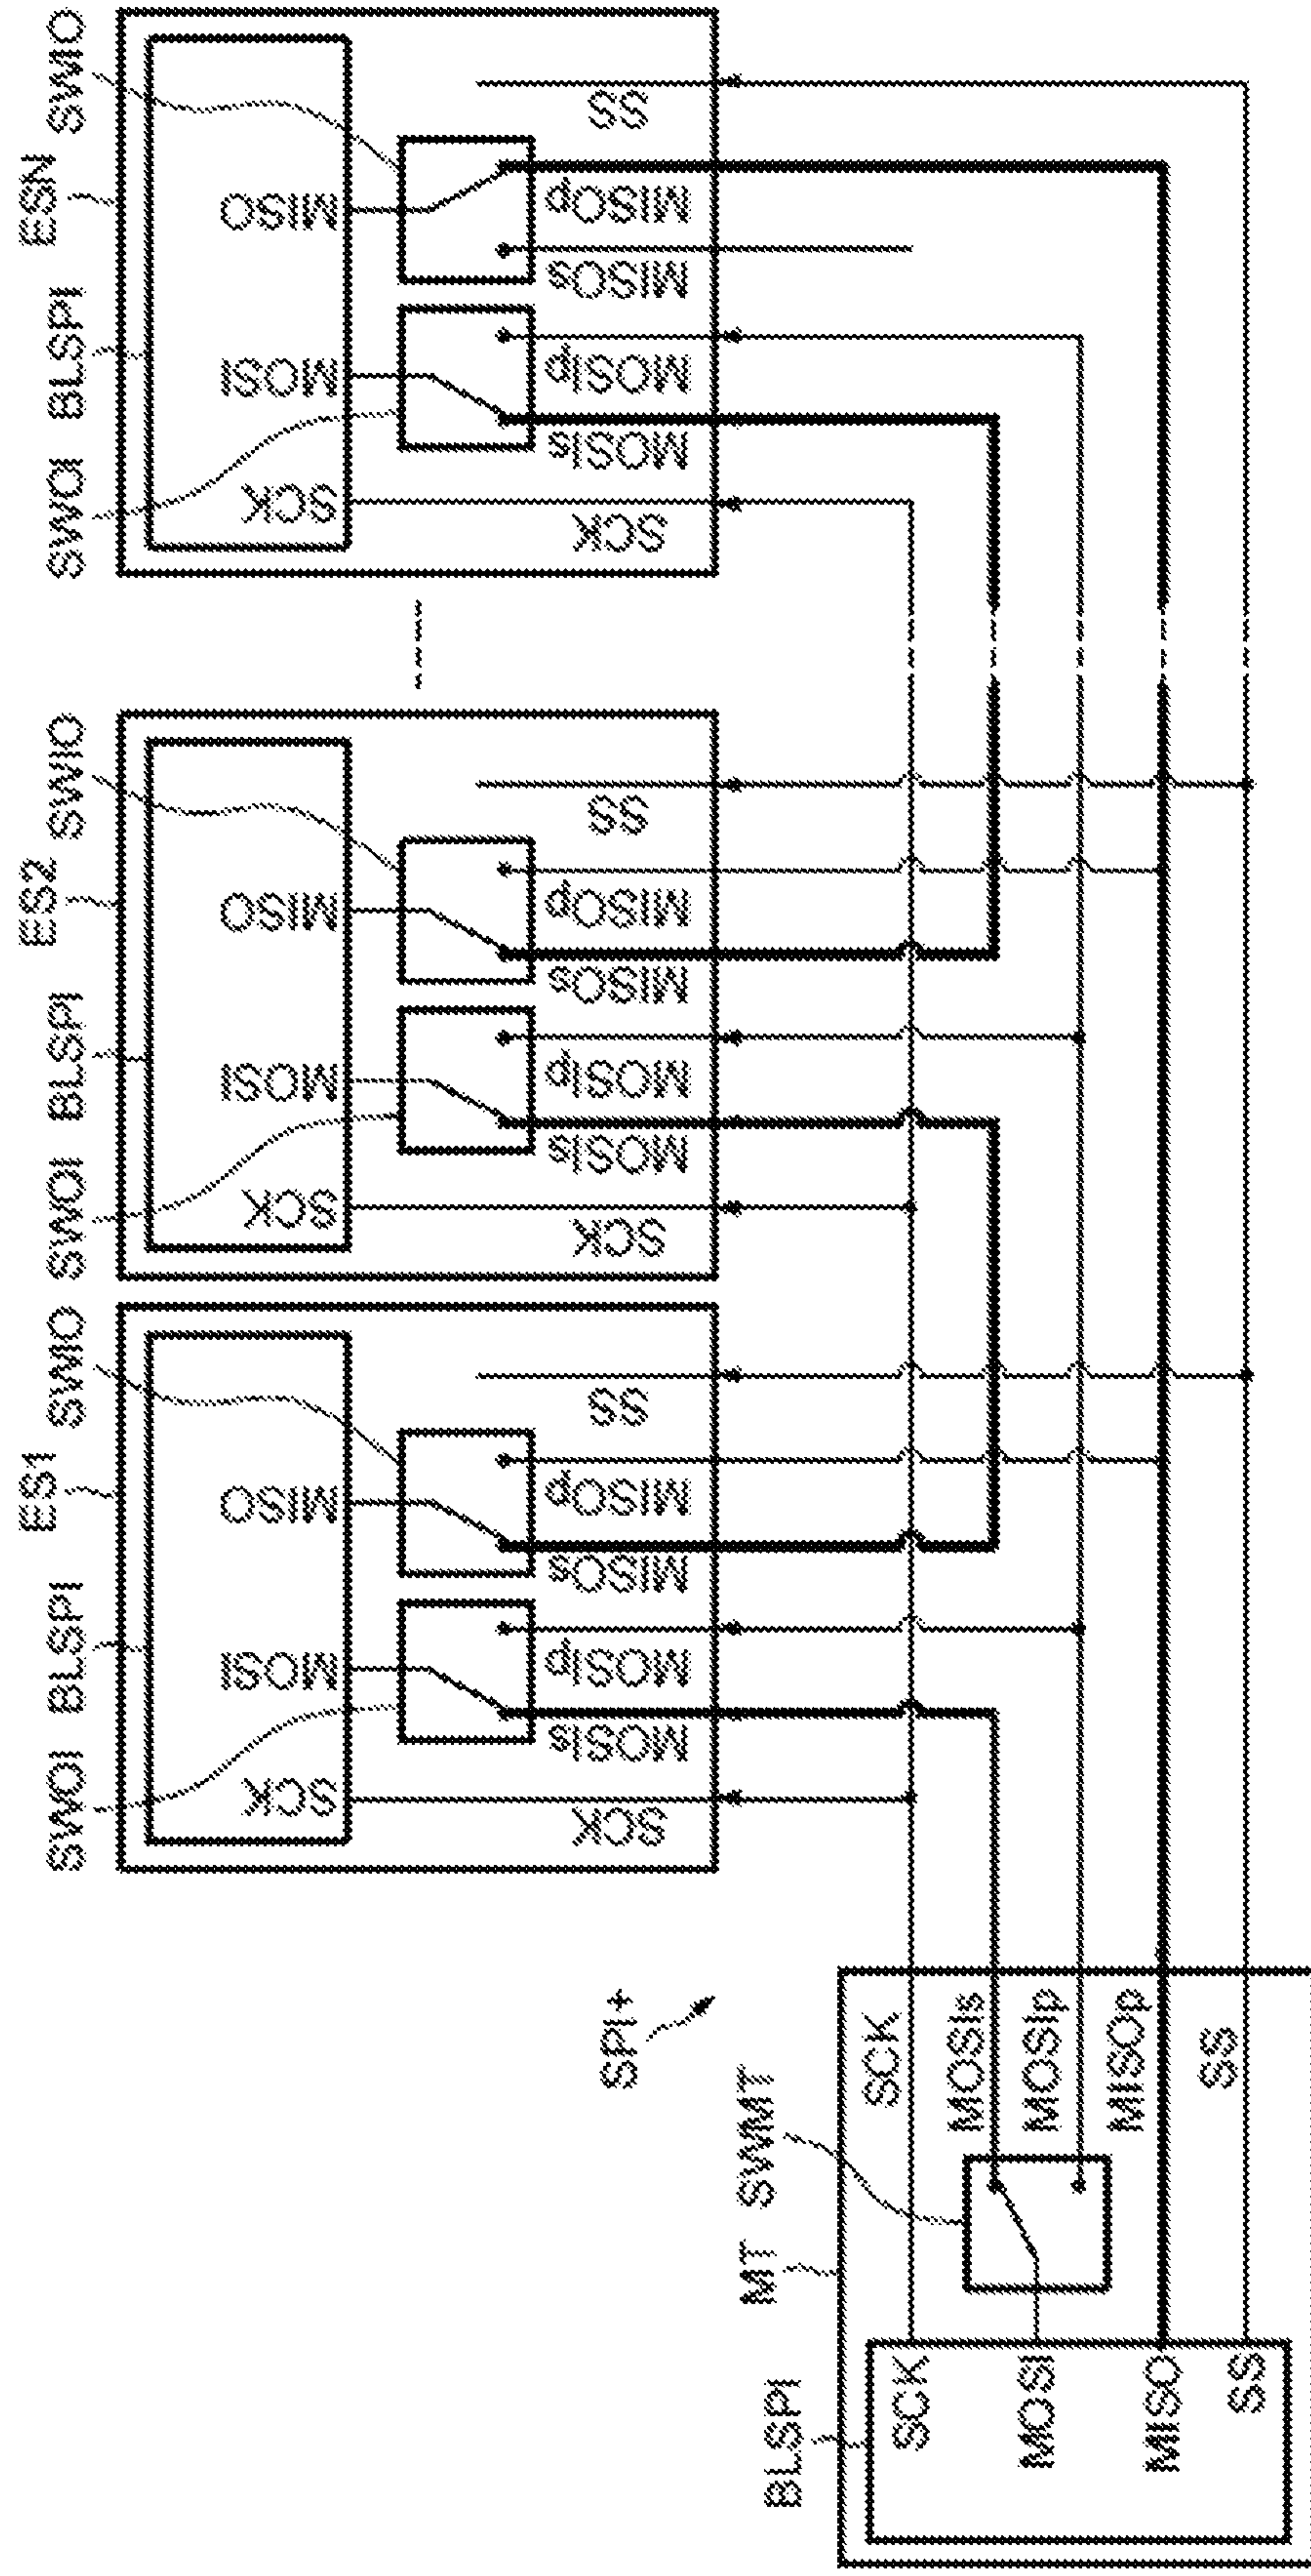 SWOI BLSPI ES1 SWIO
SWOI BLSPI ES2 SWIO
SWOI BLSPI ESN SWIO
SCK MOSI MISO
SCK MOSI MISO
SCK MOSI MISO
SCK MOSIs MOSIp MISOs MISOp SS
SCK MOSIs MOSIp MISOs MISOp SS
SCK MOSIs MOSIp MISOs MISOp SS
SPI+
BLSPI MT SWMT
SCK SCK
MOSIs
MOSI MOSIp
MISO MISOp
SS SS